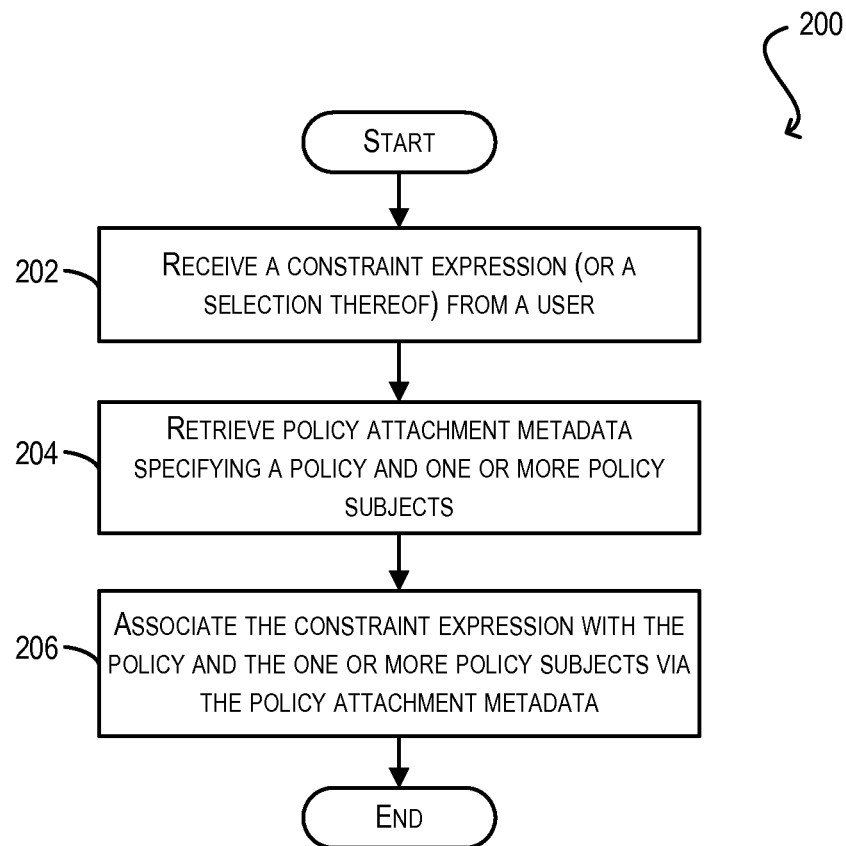 200
START
202
RECEIVE A CONSTRAINT EXPRESSION (OR A
SELECTION THEREOF) FROM A USER
204
RETRIEVE POLICY ATTACHMENT METADATA
SPECIFYING A POLICY AND ONE OR MORE POLICY
SUBJECTS
206
ASSOCIATE THE CONSTRAINT EXPRESSION WITH THE
POLICY AND THE ONE OR MORE POLICY SUBJECTS VIA
THE POLICY ATTACHMENT METADATA
END